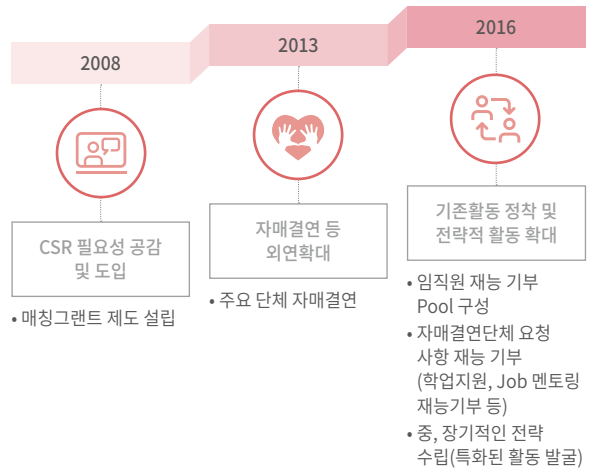 2008
CSR 필요성 공감
및 도입
• 매칭그랜트 제도 설립
2013
자매결연 등
외연확대
• 주요 단체 자매결연
2016
기존활동 정착 및
전략적 활동 확대
• 임직원 재능 기부
Pool 구성
• 자매결연단체 요청
사항 재능 기부
(학업지원, Job 멘토링
재능기부 등)
• 중, 장기적인 전략
수립(특화된 활동 발굴)